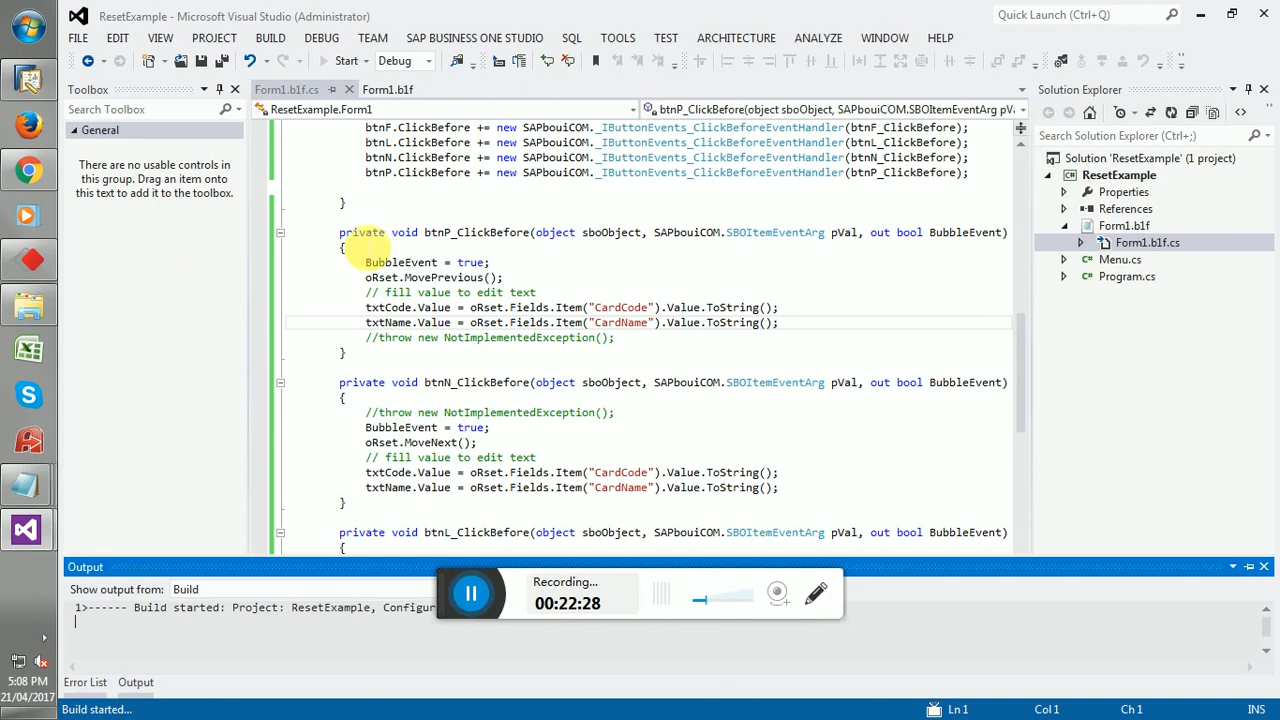 ResetExample - Microsoft Visual Studio (Administrator)
Quick Launch (Ctrl+Q)
FILE EDIT VIEW PROJECT BUILD DEBUG TEAM SAP BUSINESS ONE STUDIO SQL TOOLS TEST ARCHITECTURE ANALYZE WINDOW HELP
Start Debug
Toolbox
Form1.b1f.cs Form1.b1f
Solution Explorer
Search Toolbox
ResetExample.Form1
btnP_ClickBefore(object sboObject, SAPbouiCOM.SBOItemEventArg pVa
General
There are no usable controls in
this group. Drag an item onto
this text to add it to the toolbox.
btnF.ClickBefore += new SAPbouiCOM._IButtonEvents_ClickBeforeEventHandler(btnF_ClickBefore);
btnL.ClickBefore += new SAPbouiCOM._IButtonEvents_ClickBeforeEventHandler(btnL_ClickBefore);
btnN.ClickBefore += new SAPbouiCOM._IButtonEvents_ClickBeforeEventHandler(btnN_ClickBefore);
btnP.ClickBefore += new SAPbouiCOM._IButtonEvents_ClickBeforeEventHandler(btnP_ClickBefore);
}
private void btnP_ClickBefore(object sboObject, SAPbouiCOM.SBOItemEventArg pVal, out bool BubbleEvent)
{
BubbleEvent = true;
oRset.MovePrevious();
// fill value to edit text
txtCode.Value = oRset.Fields.Item("CardCode").Value.ToString();
txtName.Value = oRset.Fields.Item("CardName").Value.ToString();
//throw new NotImplementedException();
}
private void btnN_ClickBefore(object sboObject, SAPbouiCOM.SBOItemEventArg pVal, out bool BubbleEvent)
{
//throw new NotImplementedException();
BubbleEvent = true;
oRset.MoveNext();
// fill value to edit text
txtCode.Value = oRset.Fields.Item("CardCode").Value.ToString();
txtName.Value = oRset.Fields.Item("CardName").Value.ToString();
}
private void btnL_ClickBefore(object sboObject, SAPbouiCOM.SBOItemEventArg pVal, out bool BubbleEvent)
{
Search Solution Explorer (Ctrl+;)
Solution 'ResetExample' (1 project)
ResetExample
Properties
References
Form1.b1f
Form1.b1f.cs
Menu.cs
Program.cs
Output
Show output from: Build
1>------ Build started: Project: ResetExample, Configur
Recording...
00:22:28
Error List Output
Build started...
Ln 1 Col 1 Ch 1 INS
5:08 PM
21/04/2017